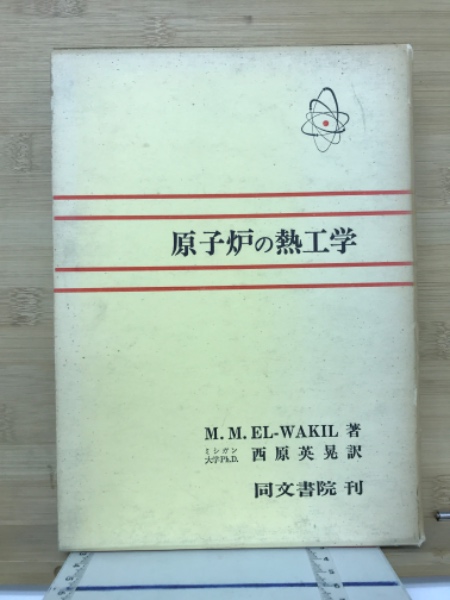 原子炉の熱工学
M. M. EL-WAKIL 著
ミシガン大学Ph.D. 西原英晃訳
同文書院 刊